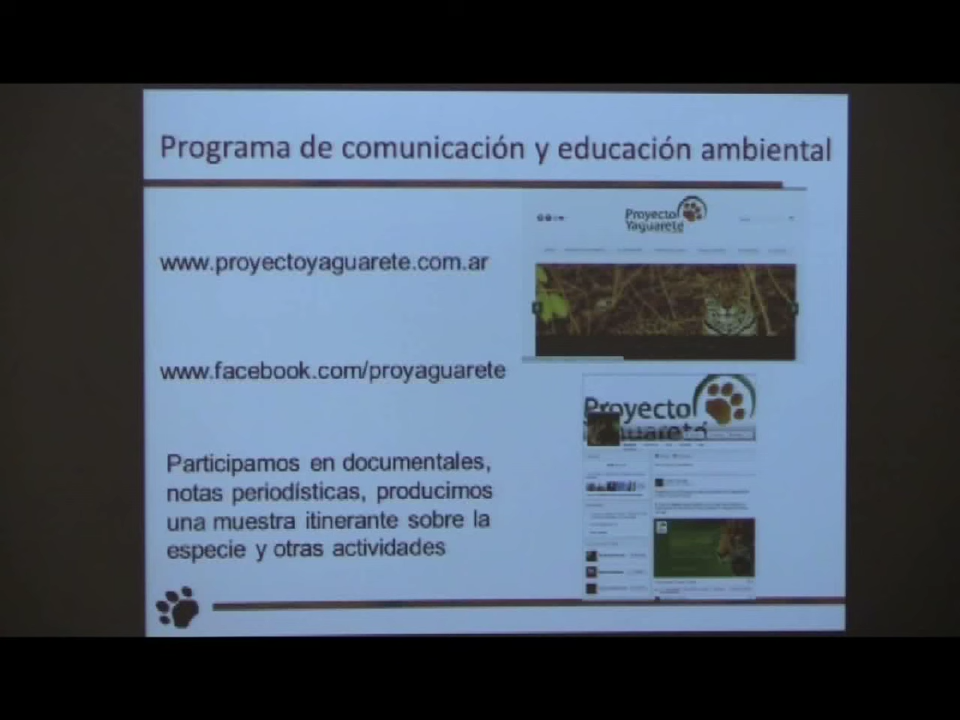 Programa de comunicación y educación ambiental
Proyecto
Yaguareté
www.proyectoyaguarete.com.ar
www.facebook.com/proyaguarete
Proyecto
Yaguareté
Participamos en documentales,
notas periodísticas, producimos
una muestra itinerante sobre la
especie y otras actividades